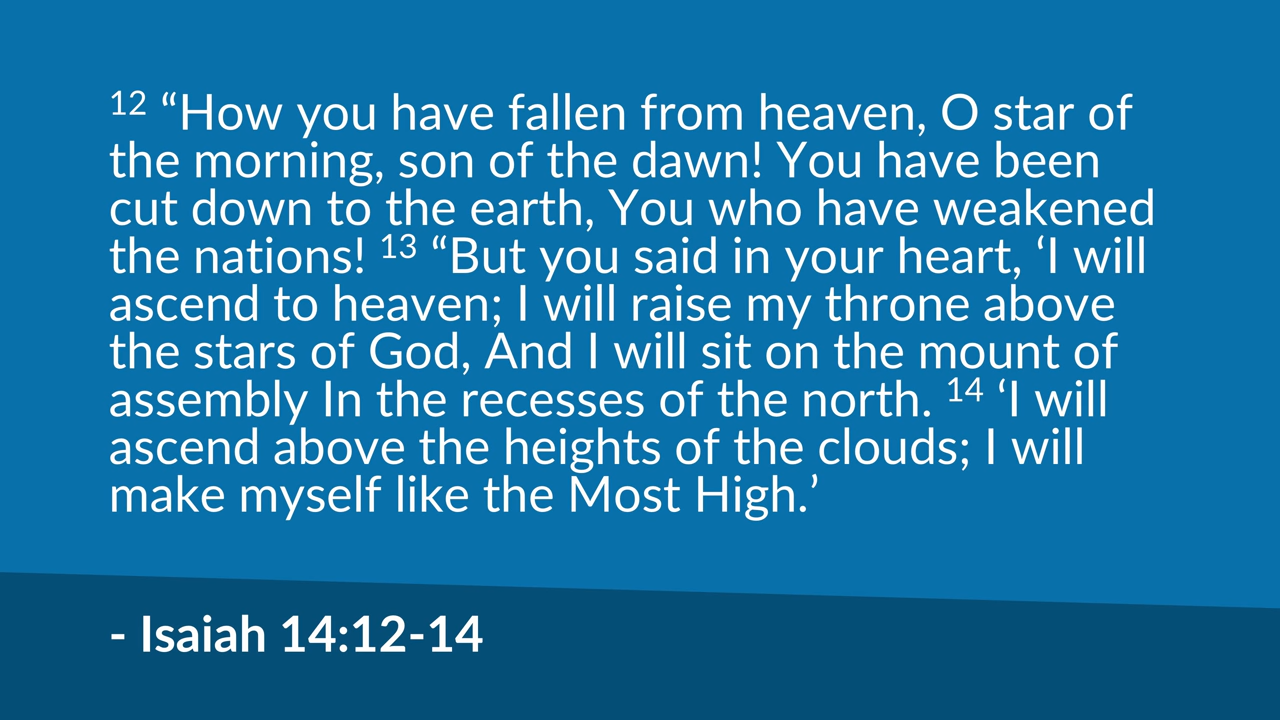 12 “How you have fallen from heaven, O star of
the morning, son of the dawn! You have been
cut down to the earth, You who have weakened
the nations! 13 “But you said in your heart, ‘I will
ascend to heaven; I will raise my throne above
the stars of God, And I will sit on the mount of
assembly In the recesses of the north. 14 ‘I will
ascend above the heights of the clouds; I will
make myself like the Most High.’
- Isaiah 14:12-14